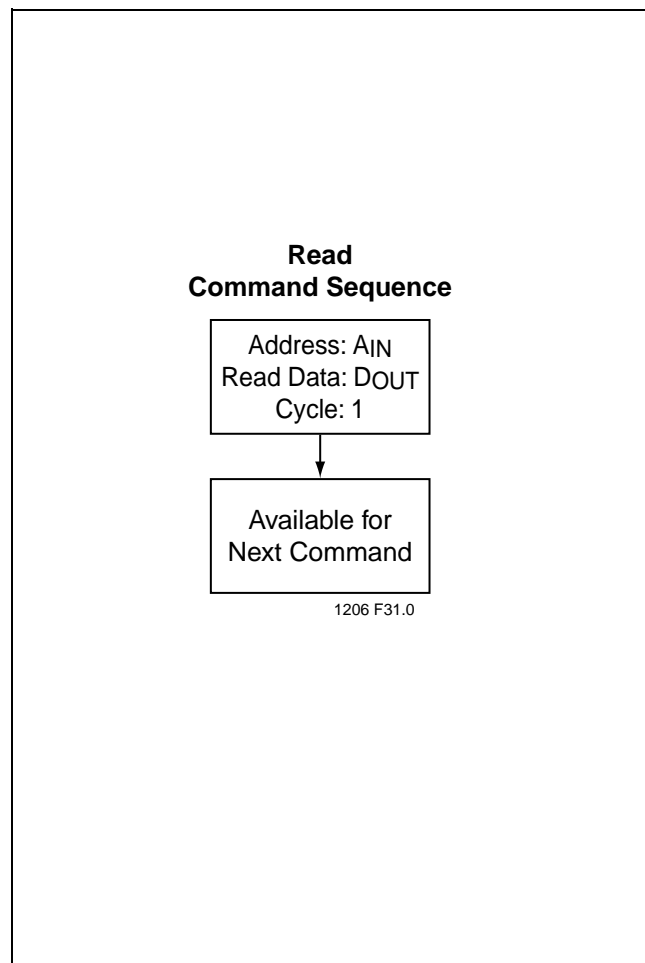 Read
Command Sequence
Address: AIN
Read Data: DOUT
Cycle: 1
Available for
Next Command
1206 F31.0